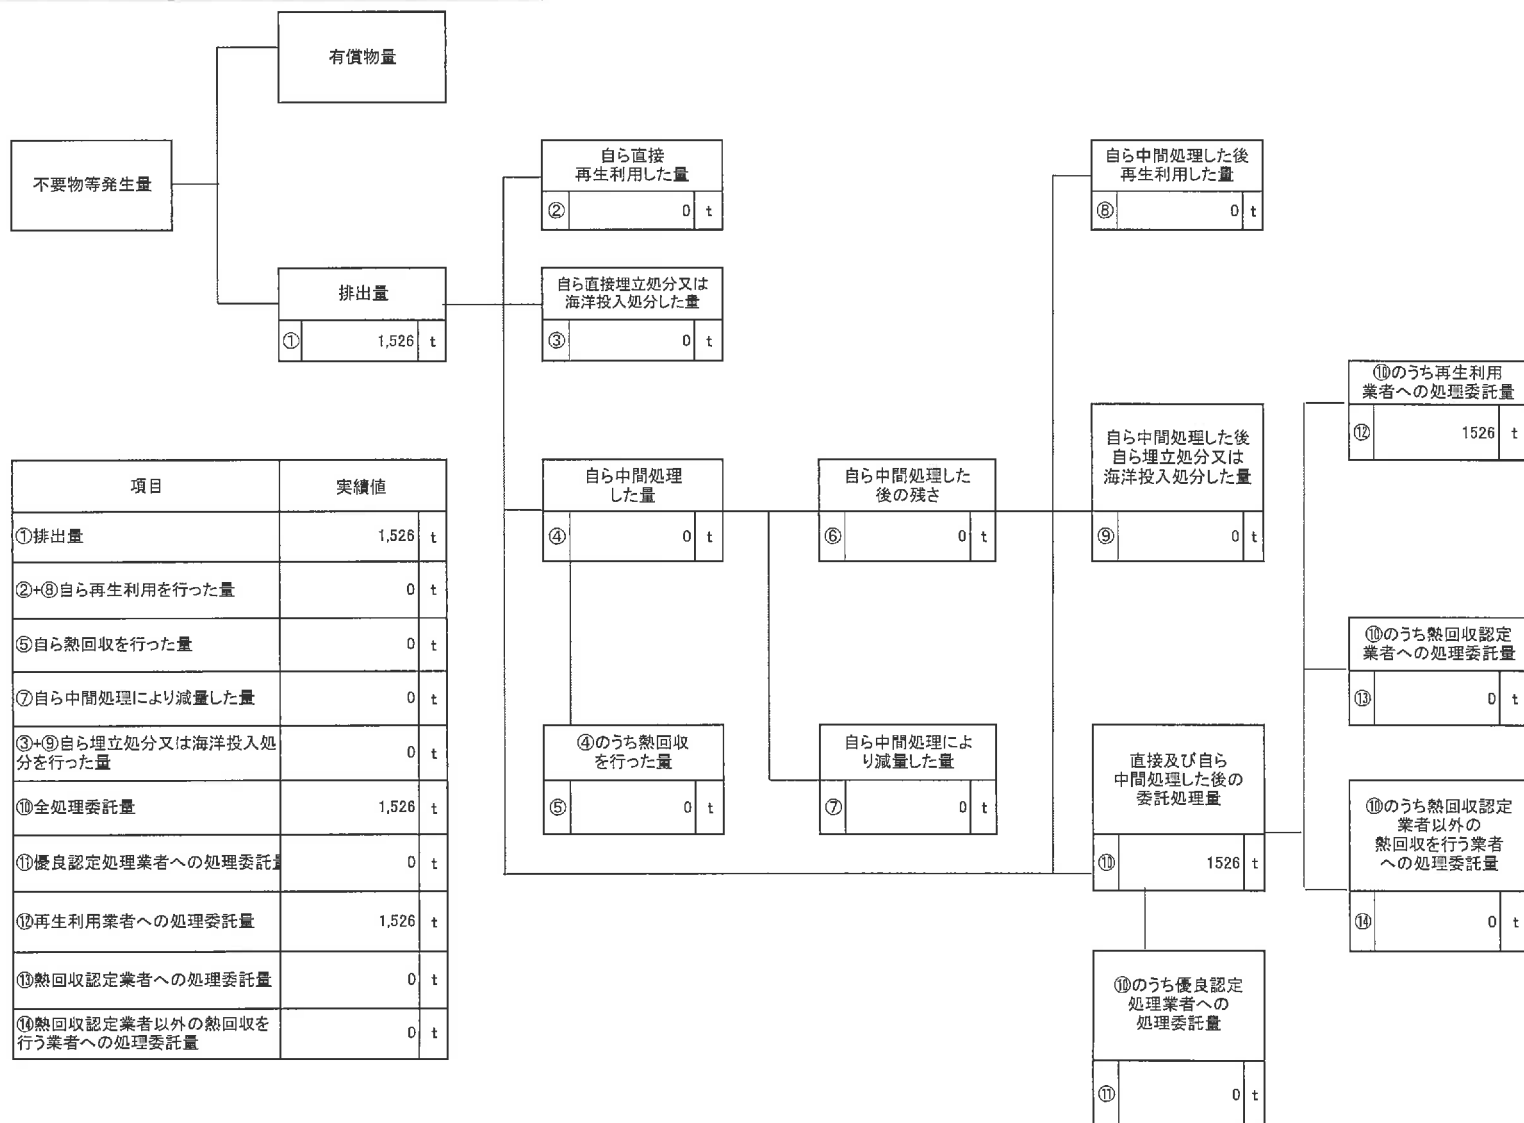 有償物量
不要物等発生量
排出量
① 1,526 t
自ら直接
再生利用した量
② 0 t
自ら直接埋立処分又は
海洋投入処分した量
③ 0 t
自ら中間処理
した量
④ 0 t
④のうち熱回収
を行った量
⑤ 0 t
自ら中間処理した
後の残さ
⑥ 0 t
自ら中間処理によ
り減量した量
⑦ 0 t
自ら中間処理した後
再生利用した量
⑧ 0 t
自ら中間処理した後
自ら埋立処分又は
海洋投入処分した量
⑨ 0 t
直接及び自ら
中間処理した後の
委託処理量
⑩ 1526 t
⑩のうち優良認定
処理業者への
処理委託量
⑪ 0 t
⑩のうち再生利用
業者への処理委託量
⑫ 1526 t
⑩のうち熱回収認定
業者への処理委託量
⑬ 0 t
⑩のうち熱回収認定
業者以外の
熱回収を行う業者
への処理委託量
⑭ 0 t
項目 実績値
①排出量 1,526 t
②+⑧自ら再生利用を行った量 0 t
⑤自ら熱回収を行った量 0 t
⑦自ら中間処理により減量した量 0 t
③+⑨自ら埋立処分又は海洋投入処
分を行った量 0 t
⑩全処理委託量 1,526 t
⑪優良認定処理業者への処理委託 0 t
⑫再生利用業者への処理委託量 1,526 t
⑬熱回収認定業者への処理委託量 0 t
⑭熱回収認定業者以外の熱回収を
行う業者への処理委託量 0 t